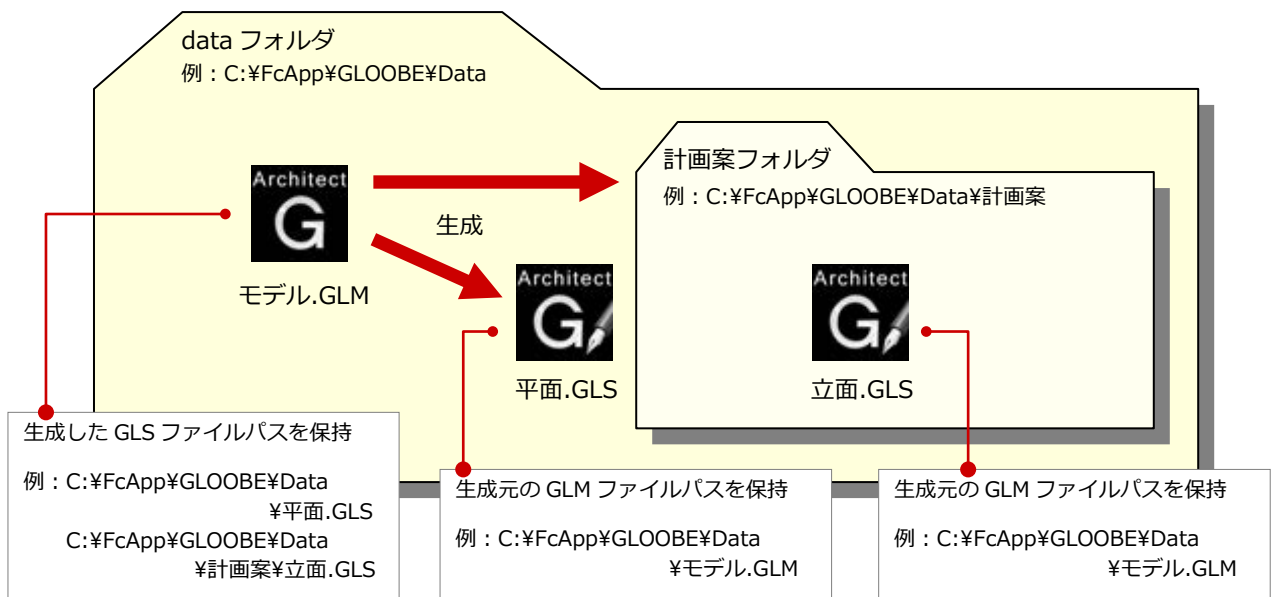 data フォルダ
例：C:¥FcApp¥GLOOBE¥Data
計画案フォルダ
例：C:¥FcApp¥GLOOBE¥Data¥計画案
Architect
G
モデル.GLM
生成
Architect
G
平面.GLS
Architect
G
立面.GLS
生成した GLS ファイルパスを保持
例：C:¥FcApp¥GLOOBE¥Data
¥平面.GLS
C:¥FcApp¥GLOOBE¥Data
¥計画案¥立面.GLS
生成元の GLM ファイルパスを保持
例：C:¥FcApp¥GLOOBE¥Data
¥モデル.GLM
生成元の GLM ファイルパスを保持
例：C:¥FcApp¥GLOOBE¥Data
¥モデル.GLM